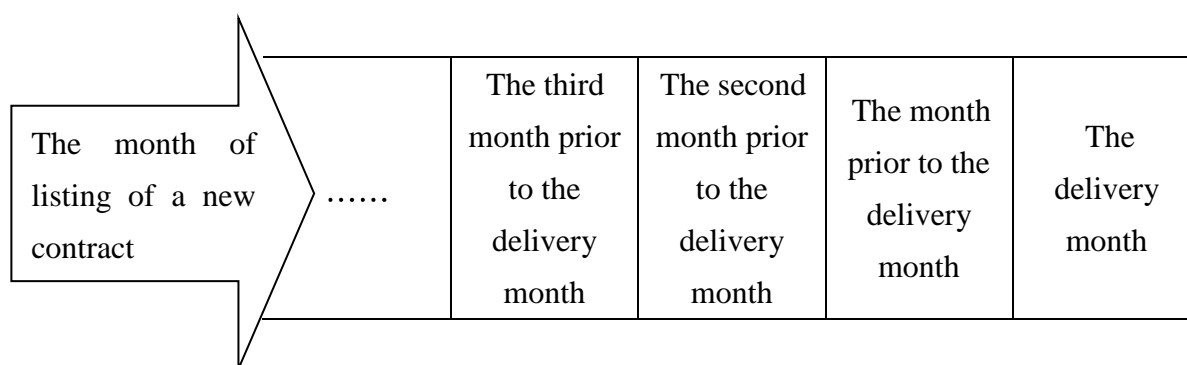 The month of
listing of a new
contract
......
The third
month prior
to the
delivery
month
The second
month prior
to the
delivery
month
The month
prior to the
delivery
month
The
delivery
month